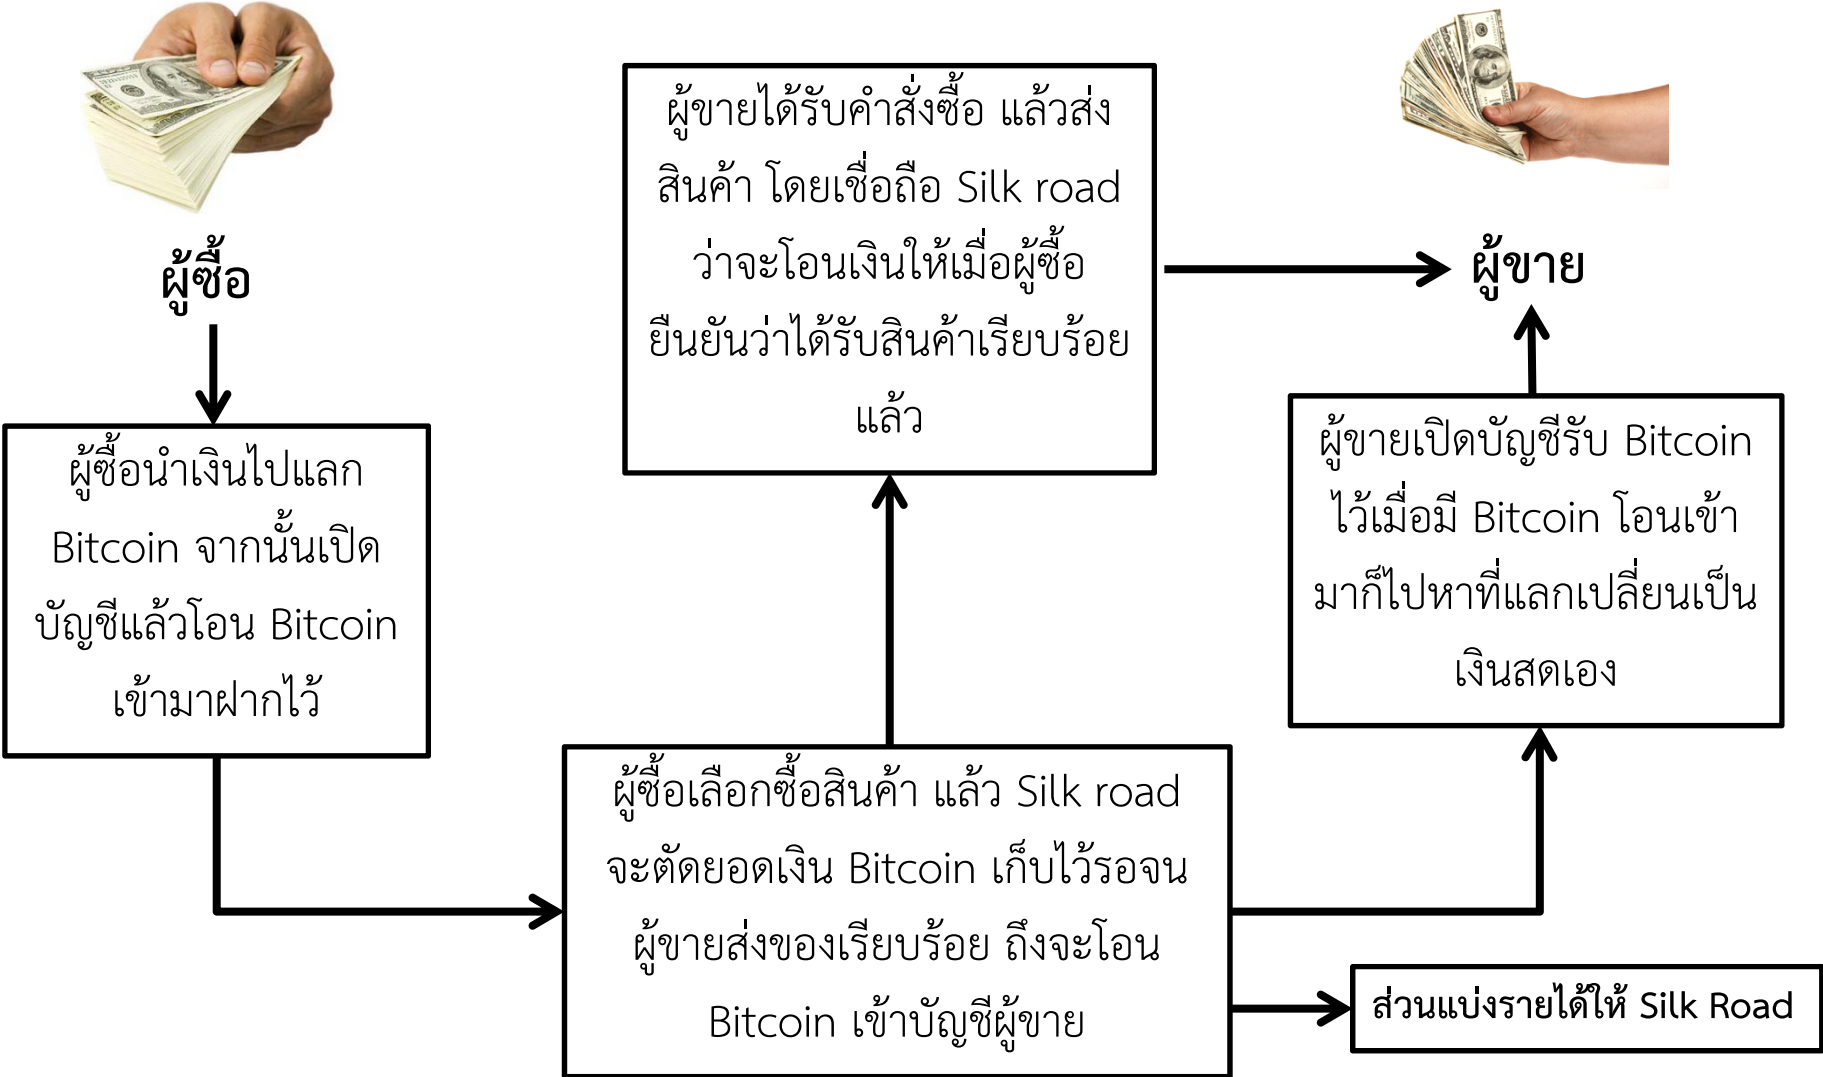 ผู้ซื้อ
ผู้ซื้อนำเงินไปแลก
Bitcoin จากนั้นเปิด
บัญชีแล้วโอน Bitcoin
เข้ามาฝากไว้
ผู้ซื้อเลือกซื้อสินค้า แล้ว Silk road
จะตัดยอดเงิน Bitcoin เก็บไว้รอจน
ผู้ขายส่งของเรียบร้อย ถึงจะโอน
Bitcoin เข้าบัญชีผู้ขาย
ผู้ขายได้รับคำสั่งซื้อ แล้วส่ง
สินค้า โดยเชื่อถือ Silk road
ว่าจะโอนเงินให้เมื่อผู้ซื้อ
ยืนยันว่าได้รับสินค้าเรียบร้อย
แล้ว
ผู้ขาย
ผู้ขายเปิดบัญชีรับ Bitcoin
ไว้เมื่อมี Bitcoin โอนเข้า
มาก็ไปหาที่แลกเปลี่ยนเป็น
เงินสดเอง
ส่วนแบ่งรายได้ให้ Silk Road